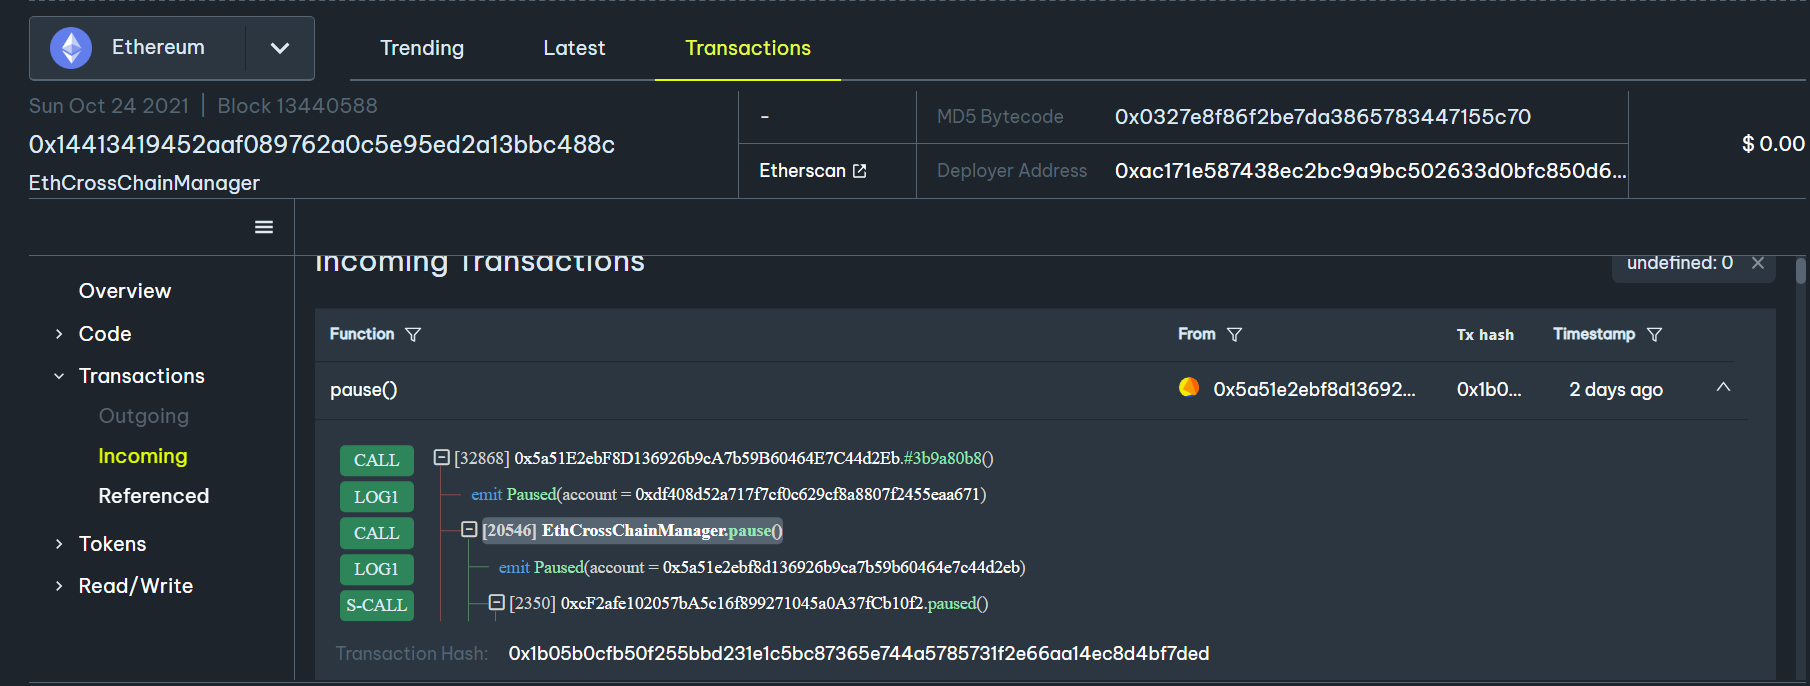 Ethereum
Trending Latest Transactions
Sun Oct 24 2021 | Block 13440588
0x14413419452aaf089762a0c5e95ed2a13bbc488c
EthCrossChainManager
-
Etherscan
MD5 Bytecode 0x0327e8f86f2be7da3865783447155c70
Deployer Address 0xac171e587438ec2bc9a9bc502633d0bfc850d6...
$ 0.00
Overview
Code
Transactions
Outgoing
Incoming
Referenced
Tokens
Read/Write
Incoming Transactions
undefined: 0 ×
Function From Tx hash Timestamp
pause() 0x5a51e2ebf8d13692... 0x1b0... 2 days ago
CALL [32868] 0x5a51E2ebF8D136926b9cA7b59B60464E7C44d2Eb.#3b9a80b8()
LOG1 emit Paused(account = 0xdf408d52a717f7cf0c629cf8a8807f2455eaa671)
CALL [20546] EthCrossChainManager.pause()
LOG1 emit Paused(account = 0x5a51e2ebf8d136926b9ca7b59b60464e7c44d2eb)
S-CALL [2350] 0xcF2afe102057bA5c16f899271045a0A37fCb10f2.paused()
Transaction Hash: 0x1b05b0cfb50f255bbd231e1c5bc87365e744a5785731f2e66aa14ec8d4bf7ded